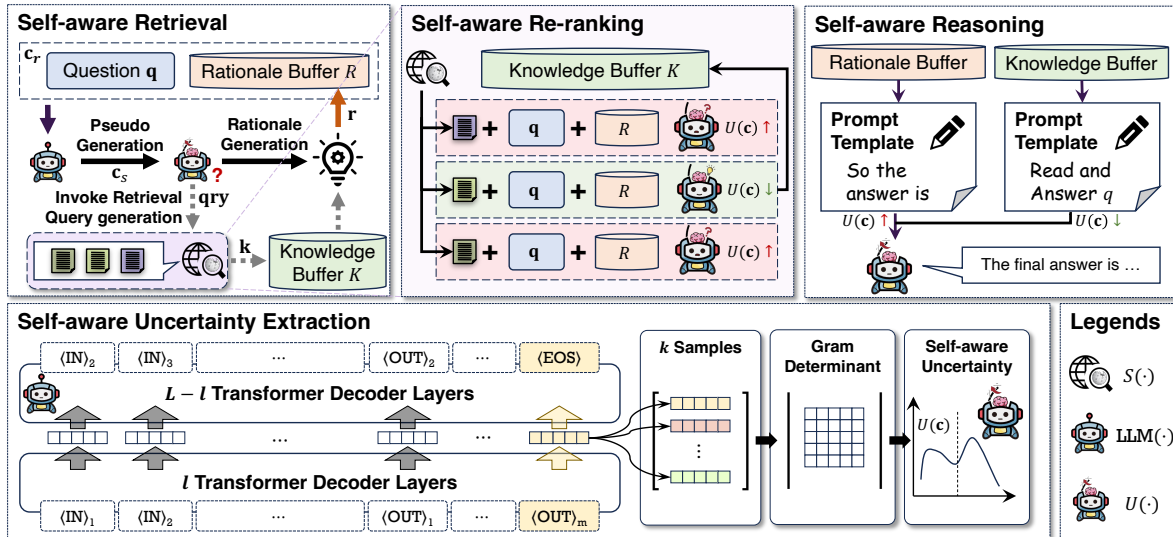 Self-aware Retrieval
𝐜ᵣ
Question 𝐪
Rationale Buffer R
Pseudo
Generation
𝐜ₛ
Rationale
Generation
𝐫
?
Invoke Retrieval
Query generation
𝐪𝐫𝐲
𝐤
Knowledge
Buffer K
Self-aware Re-ranking
Knowledge Buffer K
+ 𝐪 + R ? U(𝐜) ↑
+ 𝐪 + R U(𝐜) ↓
+ 𝐪 + R U(𝐜) ↑
Self-aware Reasoning
Rationale Buffer
Knowledge Buffer
Prompt
Template
So the
answer is
Prompt
Template
Read and
Answer q
U(𝐜) ↑
U(𝐜) ↓
The final answer is ...
Self-aware Uncertainty Extraction
⟨IN⟩₂ ⟨IN⟩₃ ... ⟨OUT⟩₂ ... ⟨EOS⟩
L − l Transformer Decoder Layers
... ...
l Transformer Decoder Layers
⟨IN⟩₁ ⟨IN⟩₂ ... ⟨OUT⟩₁ ... ⟨OUT⟩ₘ
k Samples
⋮
Gram
Determinant
Self-aware
Uncertainty
U(𝐜)
Legends
S(·)
LLM(·)
U(·)